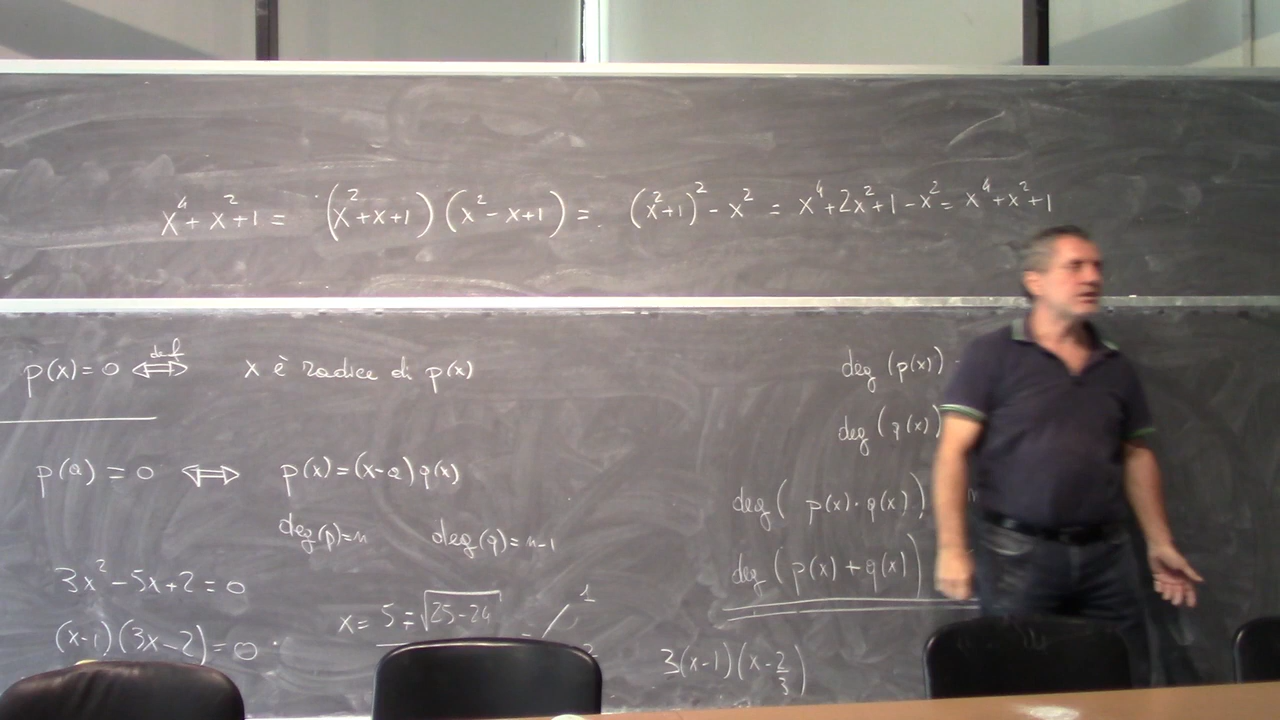 x⁴ + x² + 1 = (x² + x + 1)(x² - x + 1) = (x² + 1)² - x² = x⁴ + 2x² + 1 - x² = x⁴ + x² + 1
p(x) = 0 ⟺ def x è radice di p(x)
p(a) = 0 ⟺ p(x) = (x-a) q(x)
deg(p) = n deg(q) = n-1
3x² - 5x + 2 = 0
(x-1)(3x-2) = 0
x = 5 ∓ √25-24
1
deg (p(x))
deg (q(x))
deg ( p(x) · q(x) )
deg ( p(x) + q(x) )
3(x-1)(x-2/3)